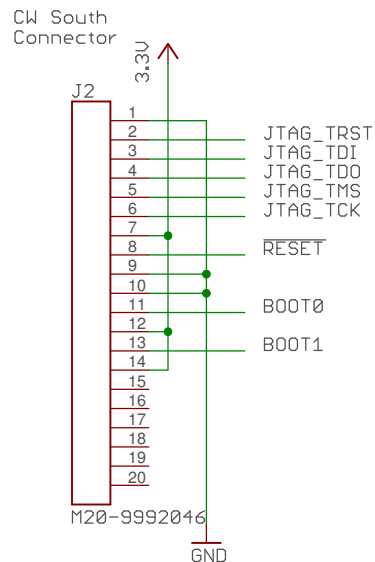 CW South
Connector
3.3V
J2
1
2 JTAG_TRST
3 JTAG_TDI
4 JTAG_TDO
5 JTAG_TMS
6 JTAG_TCK
7
8 RESET
9
10
11 BOOT0
12
13 BOOT1
14
15
16
17
18
19
20
M20-9992046
GND